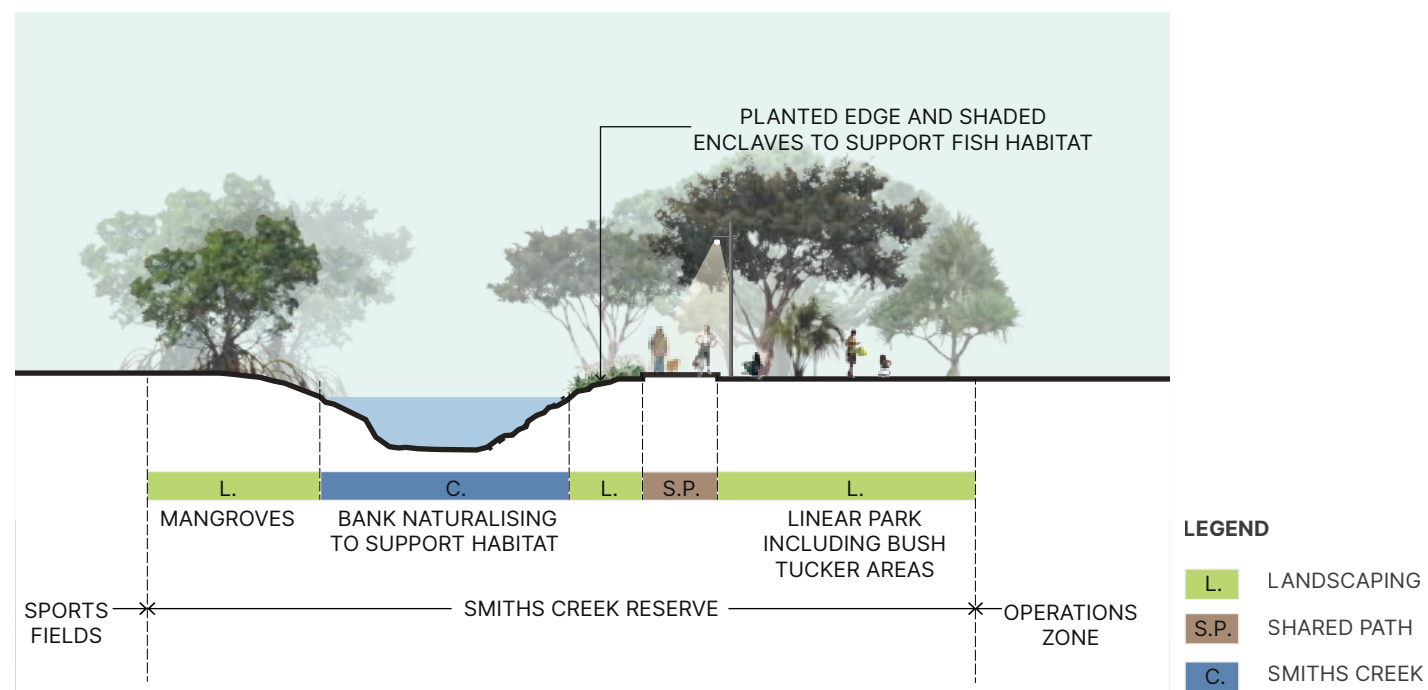 PLANTED EDGE AND SHADED
ENCLAVES TO SUPPORT FISH HABITAT
L.
C.
L.
S.P.
L.
MANGROVES
BANK NATURALISING
TO SUPPORT HABITAT
LINEAR PARK
INCLUDING BUSH
TUCKER AREAS
SPORTS
FIELDS
SMITHS CREEK RESERVE
OPERATIONS
ZONE
LEGEND
L. LANDSCAPING
S.P. SHARED PATH
C. SMITHS CREEK